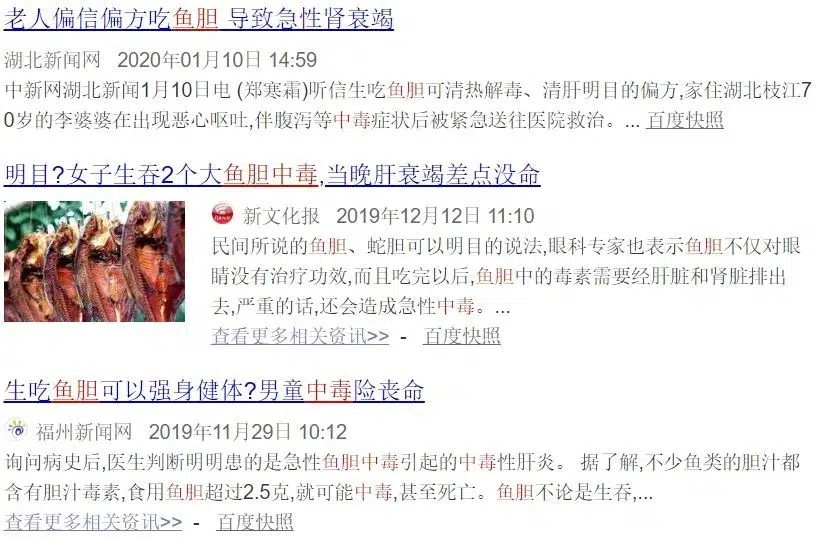 老人偏信偏方吃鱼胆 导致急性肾衰竭
湖北新闻网 2020年01月10日 14:59
中新网湖北新闻1月10日电 (郑寒霜)听信生吃鱼胆可清热解毒、清肝明目的偏方,家住湖北枝江7
0岁的李婆婆在出现恶心呕吐,伴腹泻等中毒症状后被紧急送往医院救治。... 百度快照
明目?女子生吞2个大鱼胆中毒,当晚肝衰竭差点没命
新文化报 2019年12月12日 11:10
民间所说的鱼胆、蛇胆可以明目的说法,眼科专家也表示鱼胆不仅对眼
睛没有治疗功效,而且吃完以后,鱼胆中的毒素需要经肝脏和肾脏排出
去,严重的话,还会造成急性中毒。...
查看更多相关资讯>> - 百度快照
生吃鱼胆可以强身健体?男童中毒险丧命
福州新闻网 2019年11月29日 10:12
询问病史后,医生判断明明患的是急性鱼胆中毒引起的中毒性肝炎。 据了解,不少鱼类的胆汁都
含有胆汁毒素,食用鱼胆超过2.5克,就可能中毒,甚至死亡。鱼胆不论是生吞,...
查看更多相关资讯>> - 百度快照